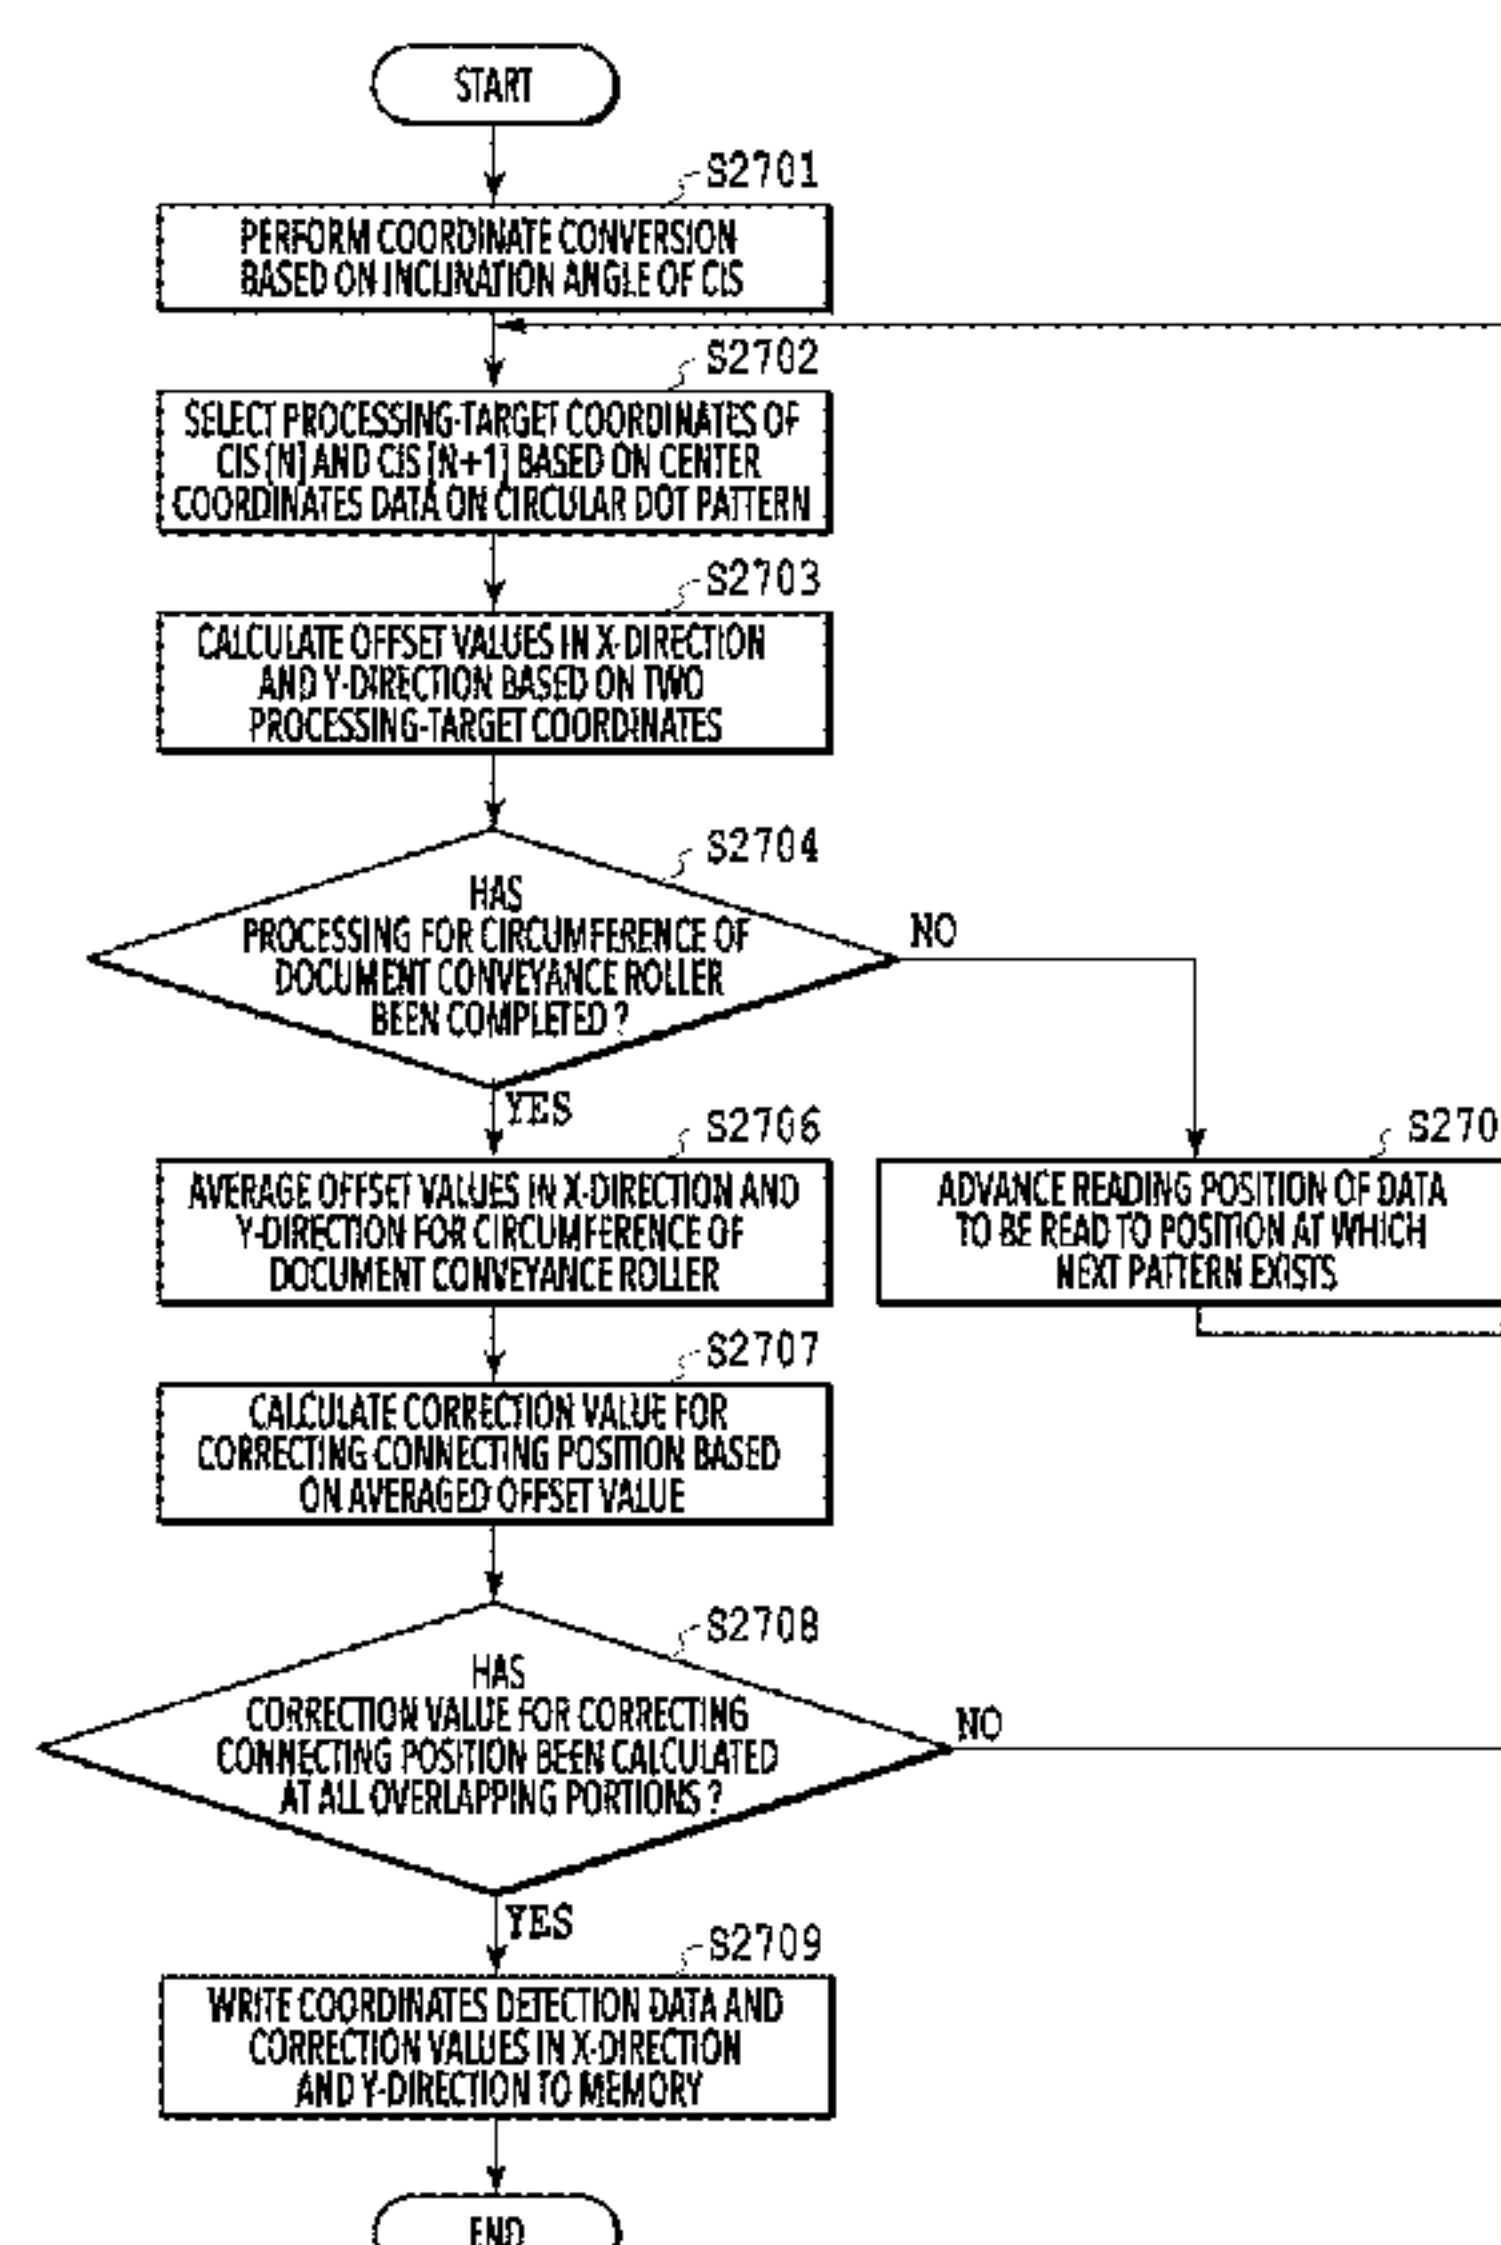 START
S2701
PERFORM COORDINATE CONVERSION
BASED ON INCLINATION ANGLE OF CIS
S2702
SELECT PROCESSING-TARGET COORDINATES OF
CIS [N] AND CIS [N+1] BASED ON CENTER
COORDINATES DATA ON CIRCULAR DOT PATTERN
S2703
CALCULATE OFFSET VALUES IN X-DIRECTION
AND Y-DIRECTION BASED ON TWO
PROCESSING-TARGET COORDINATES
S2704
HAS
PROCESSING FOR CIRCUMFERENCE OF
DOCUMENT CONVEYANCE ROLLER
BEEN COMPLETED ?
NO
YES
S2706
AVERAGE OFFSET VALUES IN X-DIRECTION AND
Y-DIRECTION FOR CIRCUMFERENCE OF
DOCUMENT CONVEYANCE ROLLER
S270
ADVANCE READING POSITION OF DATA
TO BE READ TO POSITION AT WHICH
NEXT PATTERN EXISTS
S2707
CALCULATE CORRECTION VALUE FOR
CORRECTING CONNECTING POSITION BASED
ON AVERAGED OFFSET VALUE
S2708
HAS
CORRECTION VALUE FOR CORRECTING
CONNECTING POSITION BEEN CALCULATED
AT ALL OVERLAPPING PORTIONS ?
NO
YES
S2709
WRITE COORDINATES DETECTION DATA AND
CORRECTION VALUES IN X-DIRECTION
AND Y-DIRECTION TO MEMORY
END